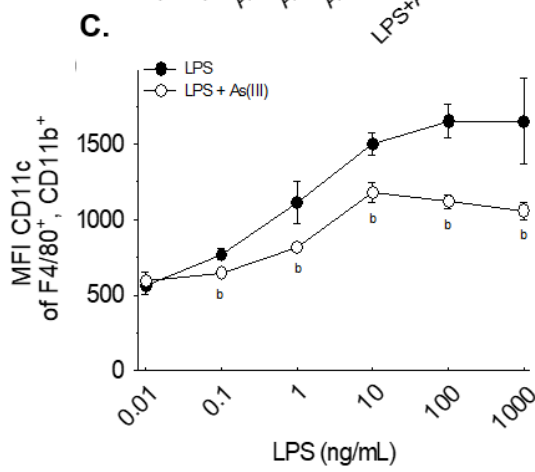 LPS+
C.
LPS
LPS + As(III)
MFI CD11c
of F4/80+, CD11b+
1500
1000
500
0
b
b
b
b
b
0.01
0.1
1
10
100
1000
LPS (ng/mL)